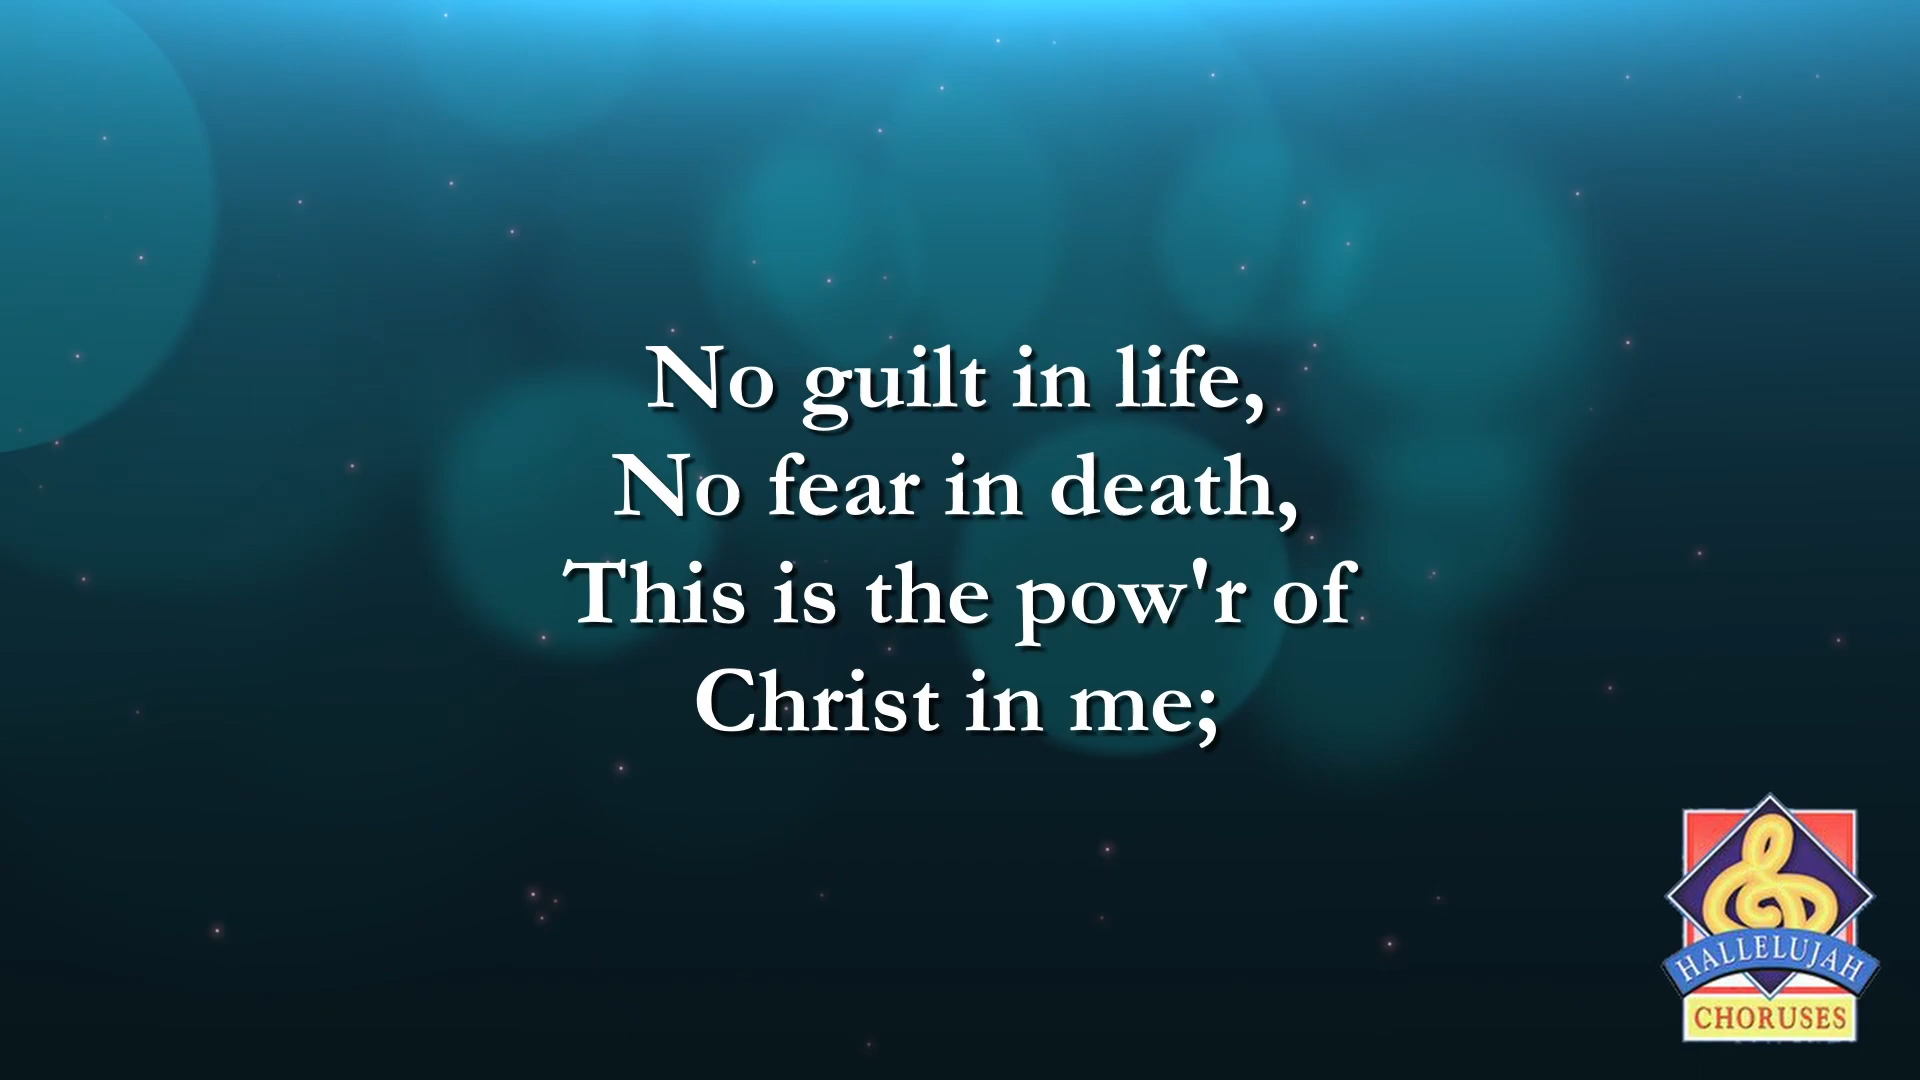 No guilt in life,
No fear in death,
This is the pow'r of
Christ in me;
HALLELUJAH
CHORUSES